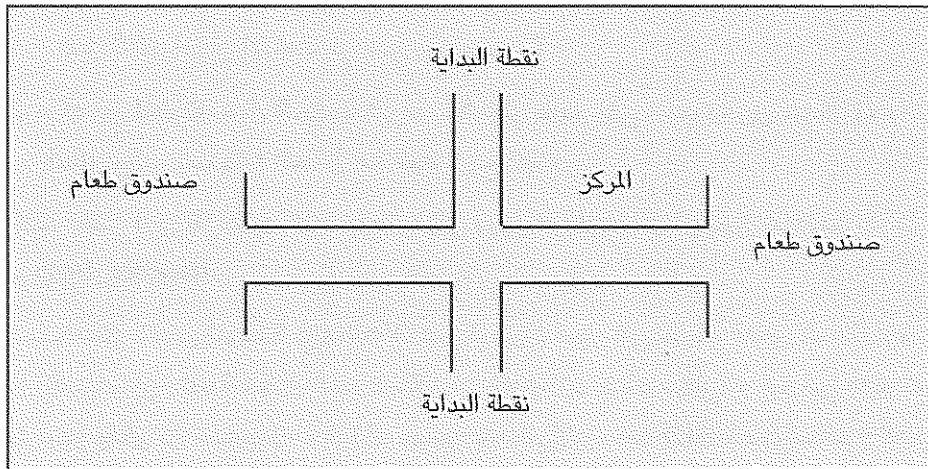 نقطة البداية
المركز
صندوق طعام
صندوق طعام
نقطة البداية